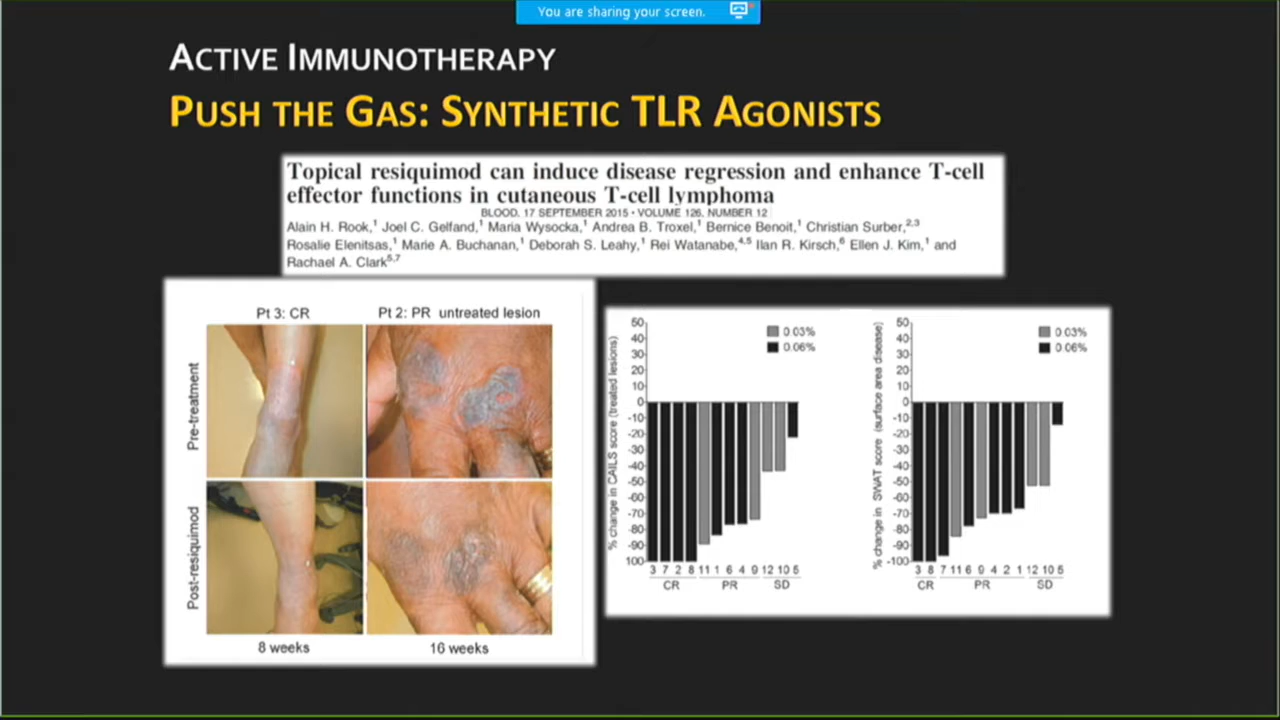 You are sharing your screen.
ACTIVE IMMUNOTHERAPY
PUSH THE GAS: SYNTHETIC TLR AGONISTS
Topical resiquimod can induce disease regression and enhance T-cell
effector functions in cutaneous T-cell lymphoma
BLOOD, 17 SEPTEMBER 2015 • VOLUME 126, NUMBER 12
Alain H. Rook,1 Joel C. Gelfand,1 Maria Wysocka,1 Andrea B. Troxel,1 Bernice Benoit,1 Christian Surber,2,3
Rosalie Elenitsas,1 Marie A. Buchanan,1 Deborah S. Leahy,1 Rei Watanabe,4,5 Ilan R. Kirsch,6 Ellen J. Kim,1 and
Rachael A. Clark5,7
Pt 3: CR
Pt 2: PR untreated lesion
Pre-treatment
Post-resiquimod
8 weeks
16 weeks
% change in CAILS score (treated lesions)
50
40
30
20
10
0
-10
-20
-30
-40
-50
-60
-70
-80
-90
100
0.03%
0.06%
3 7 2 8 11 1 6 4 9 12 10 5
CR PR SD
% change in SWAT score (surface area disease)
50
40
30
20
10
0
-10
-20
-30
-40
-50
-60
-70
-80
-90
-100
0.03%
0.06%
3 8 7 11 6 9 4 2 1 12 10 5
CR PR SD